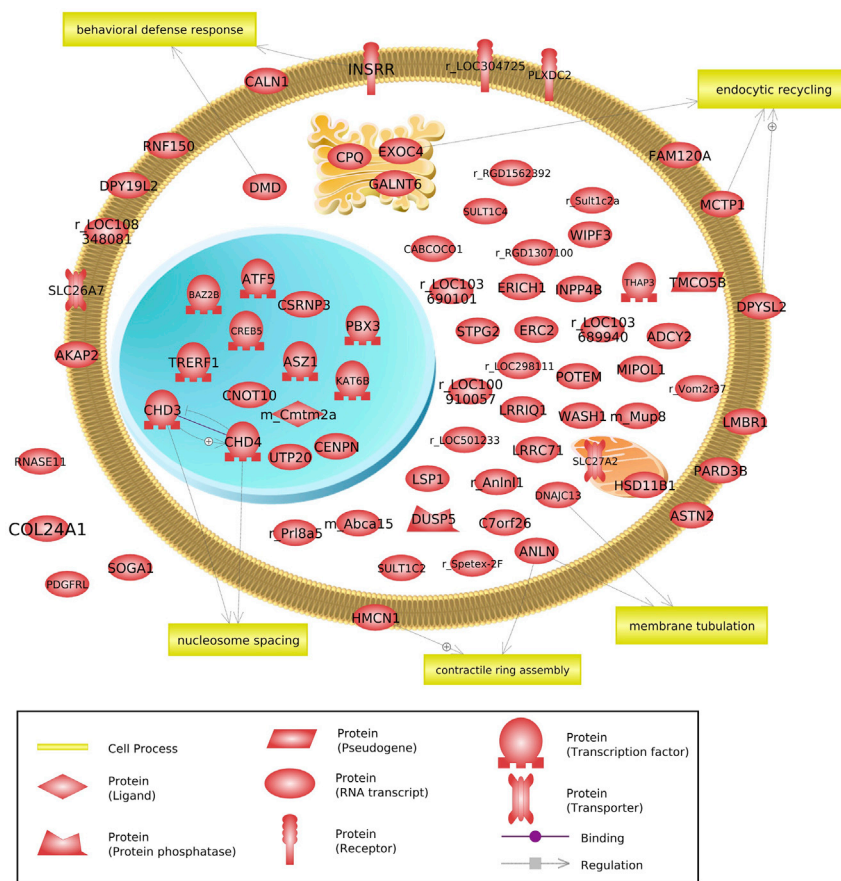 behavioral defense response
INSRR
r_LOC304725
PLXDC2
CALN1
endocytic recycling
RNF150
CPQ
EXOC4
FAM120A
DPY19L2
DMD
GALNT6
r_RGD1562392
MCTP1
r_LOC108
348081
SULT1C4
r_Sult1c2a
WIPF3
CABCOCO1
r_RGD1307100
SLC26A7
BAZ2B
ATF5
CSRNP3
r_LOC103
690101
ERICH1
INPP4B
THAP3
TMCO5B
DPYSL2
CREB5
PBX3
STPG2
ERC2
r_LOC103
689940
ADCY2
AKAP2
TRERF1
ASZ1
KAT6B
r_LOC298111
POTEM
MIPOL1
r_LOC100
910057
r_Vom2r37
CHD3
CNOT10
m_Cmtm2a
LRRIQ1
WASH1
m_Mup8
LMBR1
CHD4
UTP20
CENPN
r_LOC501233
LRRC71
SLC27A2
RNASE11
LSP1
r_Anlnl1
DNAJC13
HSD11B1
PARD3B
COL24A1
r_Prl8a5
m_Abca15
DUSP5
C7orf26
ASTN2
PDGFRL
SOGA1
SULT1C2
r_Spetex-2F
ANLN
HMCN1
nucleosome spacing
membrane tubulation
contractile ring assembly
Cell Process
Protein
(Pseudogene)
Protein
(Transcription factor)
Protein
(Ligand)
Protein
(RNA transcript)
Protein
(Transporter)
Protein
(Protein phosphatase)
Protein
(Receptor)
Binding
Regulation